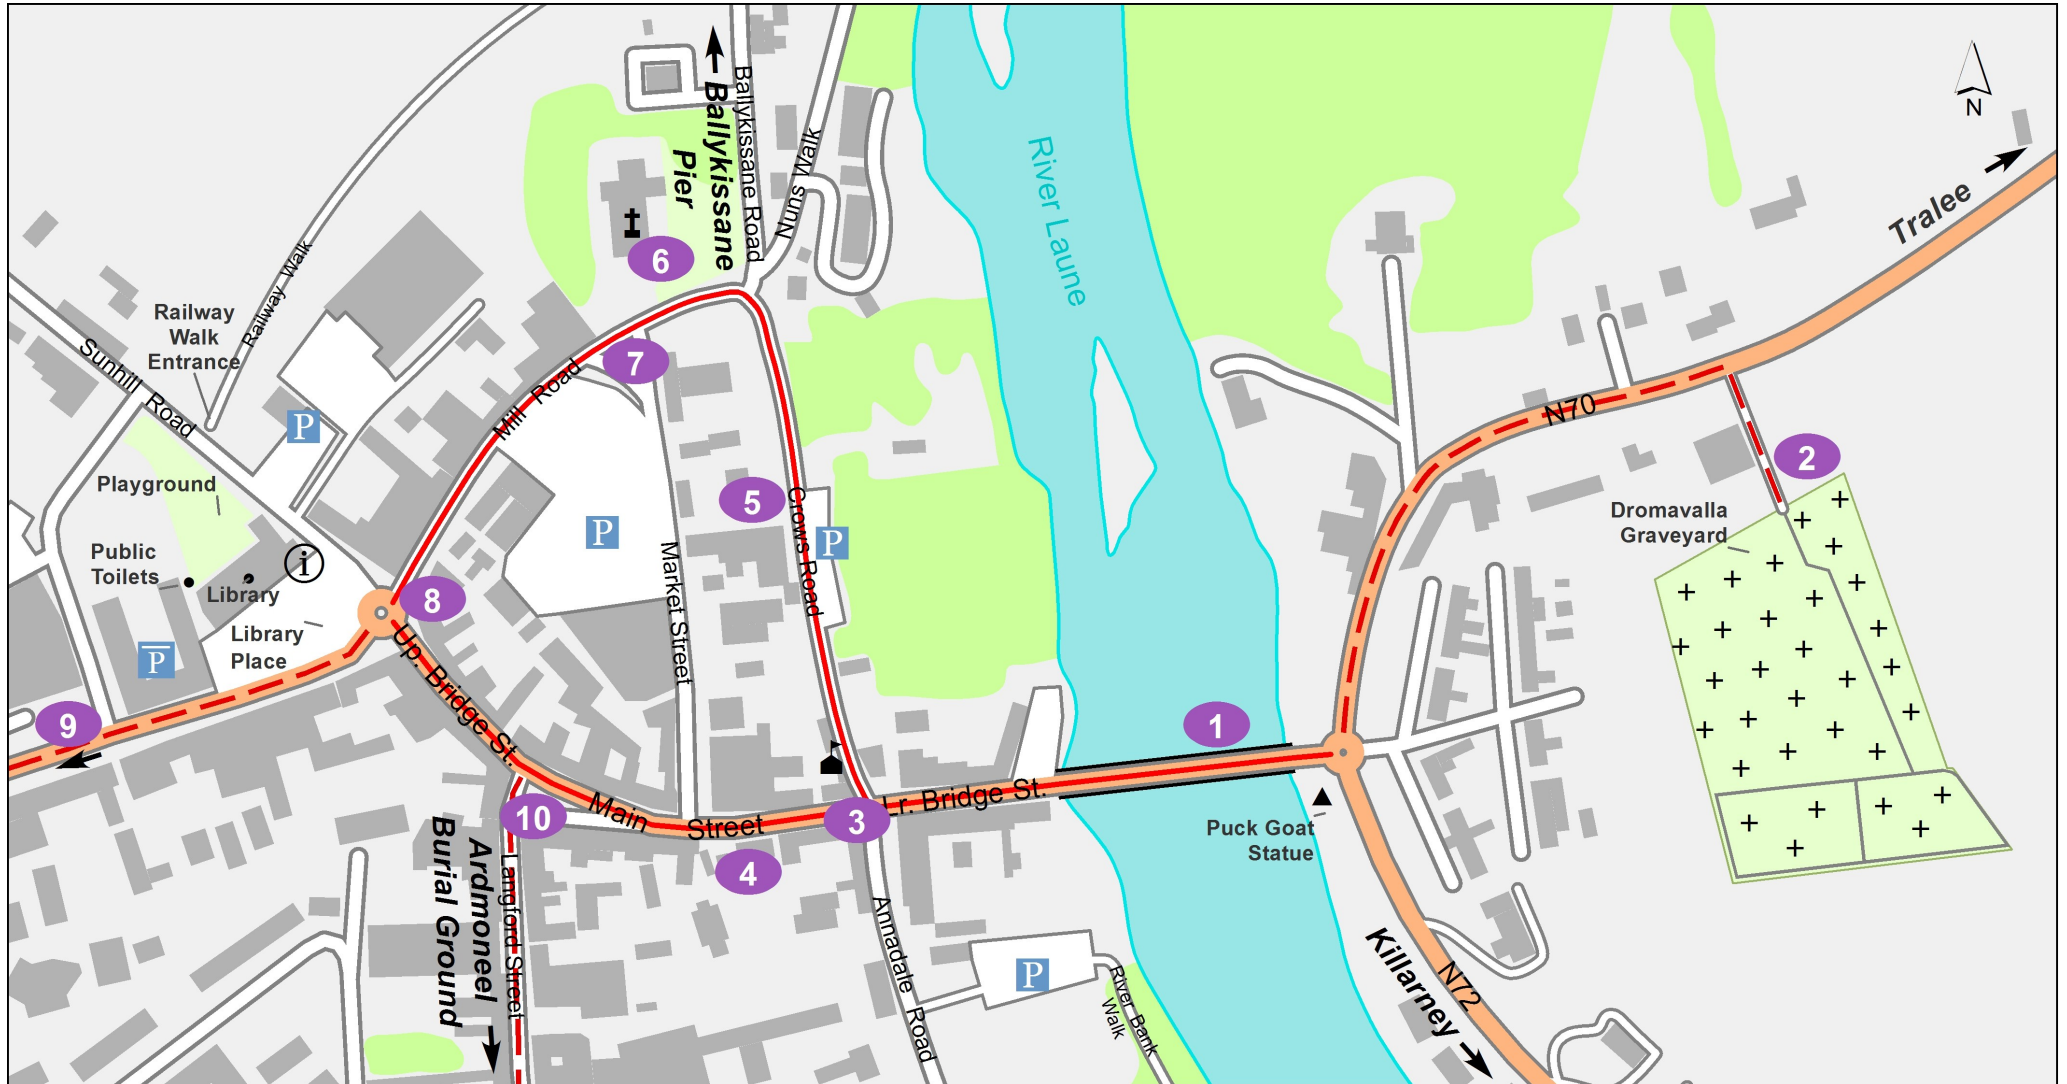 Ballykissane
Pier
Ballykissane Road
Nuns Walk
River Laune
N
Tralee
6
Railway Walk
Railway
Walk
Entrance
Sunhill Road
P
7
Mill Road
N70
2
Playground
5
Crows Road
P
P
Dromavalla
Graveyard
Public
Toilets
i
Library
8
Market Street
Library
Place
P
Up. Bridge St.
9
1
10
Main Street
3
Lr. Bridge St.
Puck Goat
Statue
4
Ardmoneel
Burial Ground
Langford Street
Annadale Road
P
River Bank
Walk
Killarney
N72